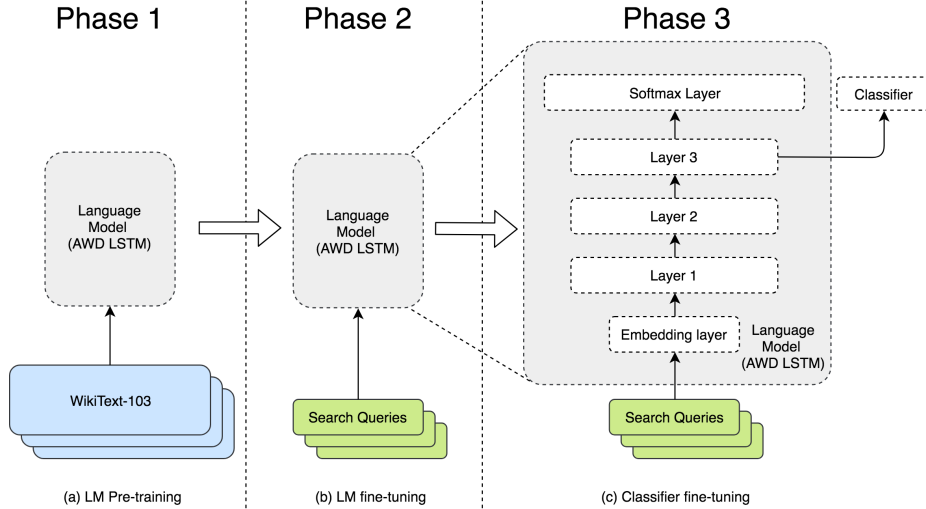 Phase 1
Phase 2
Phase 3
Language
Model
(AWD LSTM)
WikiText-103
(a) LM Pre-training
Language
Model
(AWD LSTM)
Search Queries
(b) LM fine-tuning
Softmax Layer
Classifier
Layer 3
Layer 2
Layer 1
Embedding layer
Language
Model
(AWD LSTM)
Search Queries
(c) Classifier fine-tuning